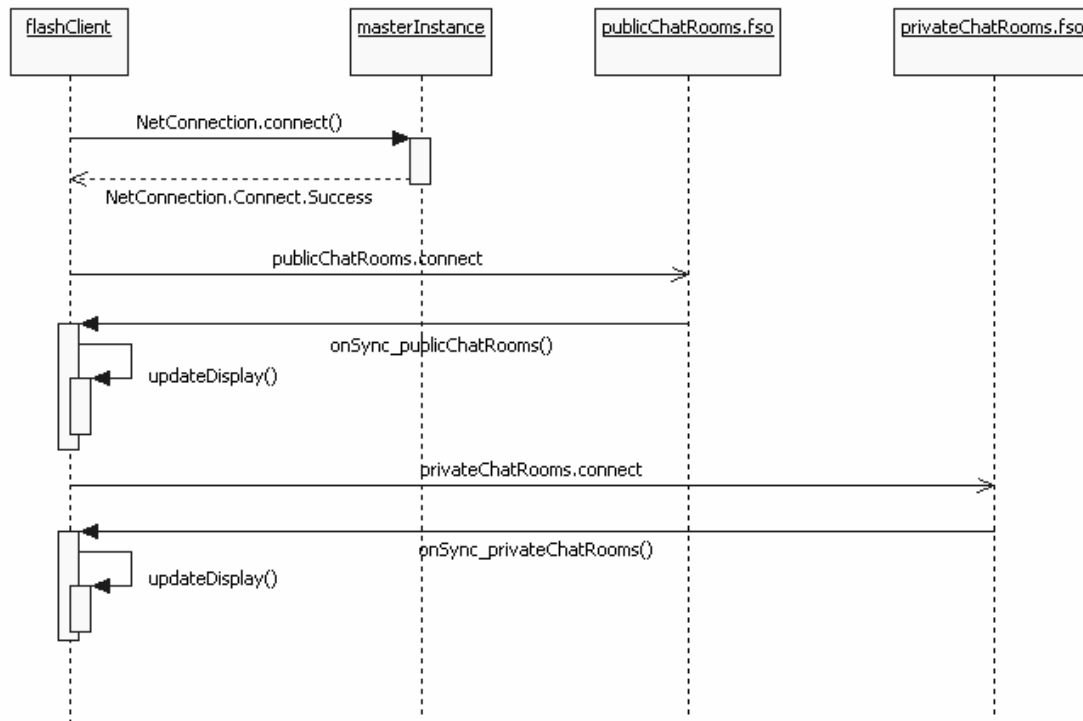 flashClient
masterInstance
publicChatRooms.fso
privateChatRooms.fso
NetConnection.connect()
NetConnection.Connect.Success
publicChatRooms.connect
onSync_publicChatRooms()
updateDisplay()
privateChatRooms.connect
onSync_privateChatRooms()
updateDisplay()